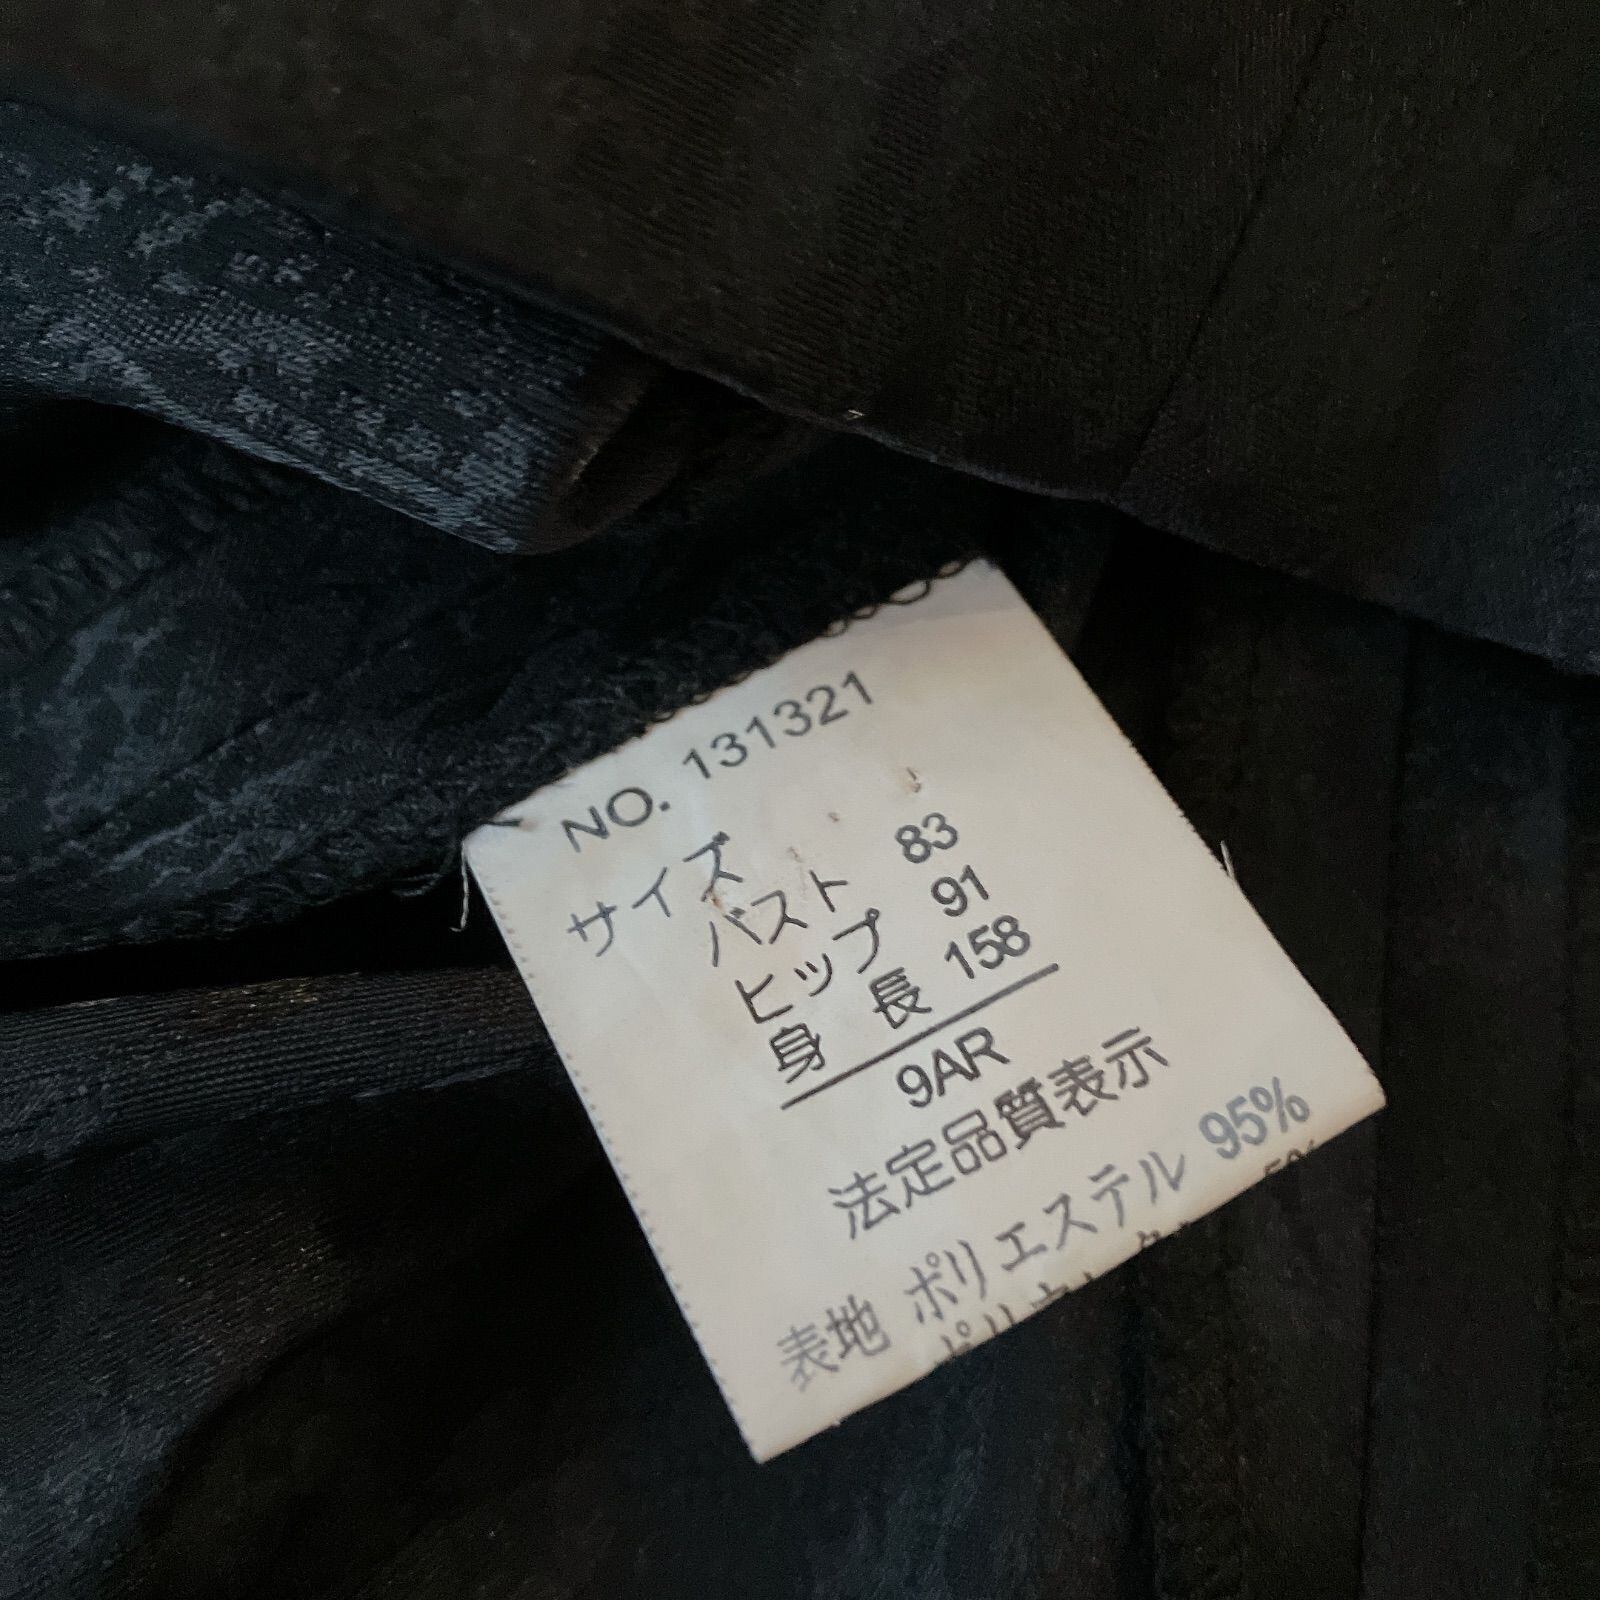 NO. 131321
サイズ
バスト 83
ヒップ 91
身 長 158
9AR
法定品質表示
表地 ポリエステル 95%